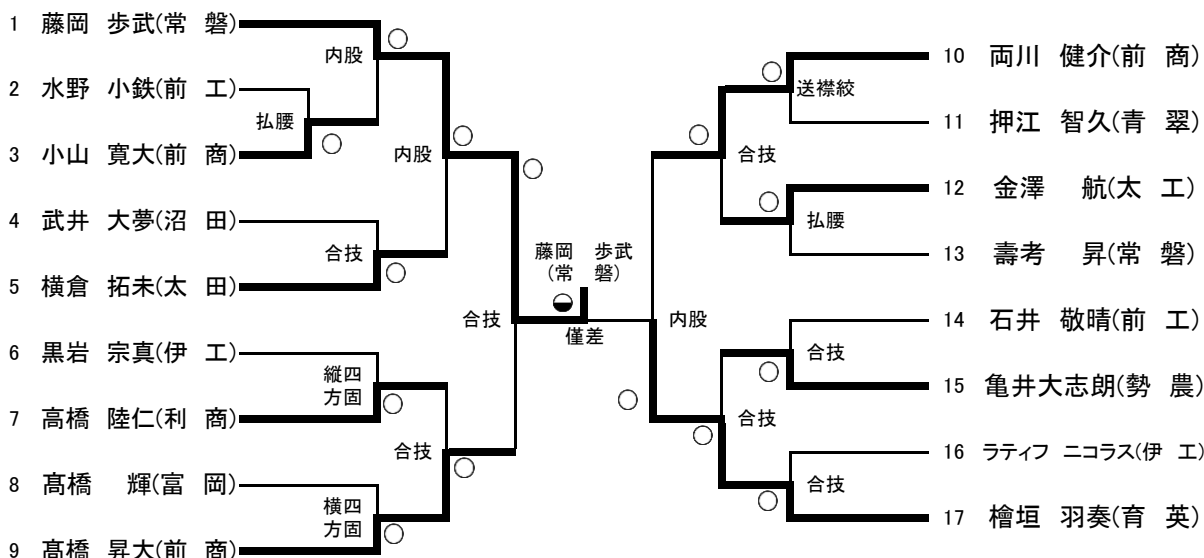 1 藤岡 歩武(常 磐)
内股
2 水野 小鉄(前 工)
払腰
3 小山 寛大(前 商)
内股
4 武井 大夢(沼 田)
合技
5 横倉 拓未(太 田)
合技
6 黒岩 宗真(伊 工)
縦四
方固
7 高橋 陸仁(利 商)
合技
8 髙橋 輝(富 岡)
横四
方固
9 髙橋 昇大(前 商)
藤岡 歩武
(常 磐)
僅差
10 両川 健介(前 商)
送襟絞
11 押江 智久(青 翠)
合技
12 金澤 航(太 工)
払腰
13 壽考 昇(常 磐)
内股
14 石井 敬晴(前 工)
合技
15 亀井大志朗(勢 農)
合技
16 ラティフ ニコラス(伊 工)
合技
17 檜垣 羽奏(育 英)